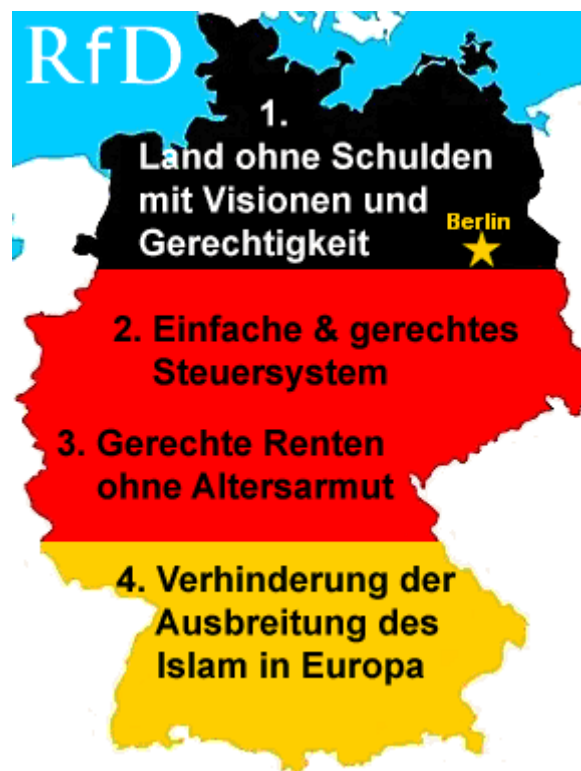 RfD
1.
Land ohne Schulden
mit Visionen und
Gerechtigkeit
Berlin
2. Einfache & gerechtes
Steuersystem
3. Gerechte Renten
ohne Altersarmut
4. Verhinderung der
Ausbreitung des
Islam in Europa